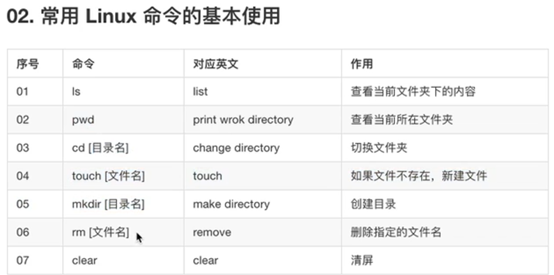 02. 常用 Linux 命令的基本使用
序号 命令 对应英文 作用
01 ls list 查看当前文件夹下的内容
02 pwd print wrok directory 查看当前所在文件夹
03 cd [目录名] change directory 切换文件夹
04 touch [文件名] touch 如果文件不存在，新建文件
05 mkdir [目录名] make directory 创建目录
06 rm [文件名] remove 删除指定的文件名
07 clear clear 清屏